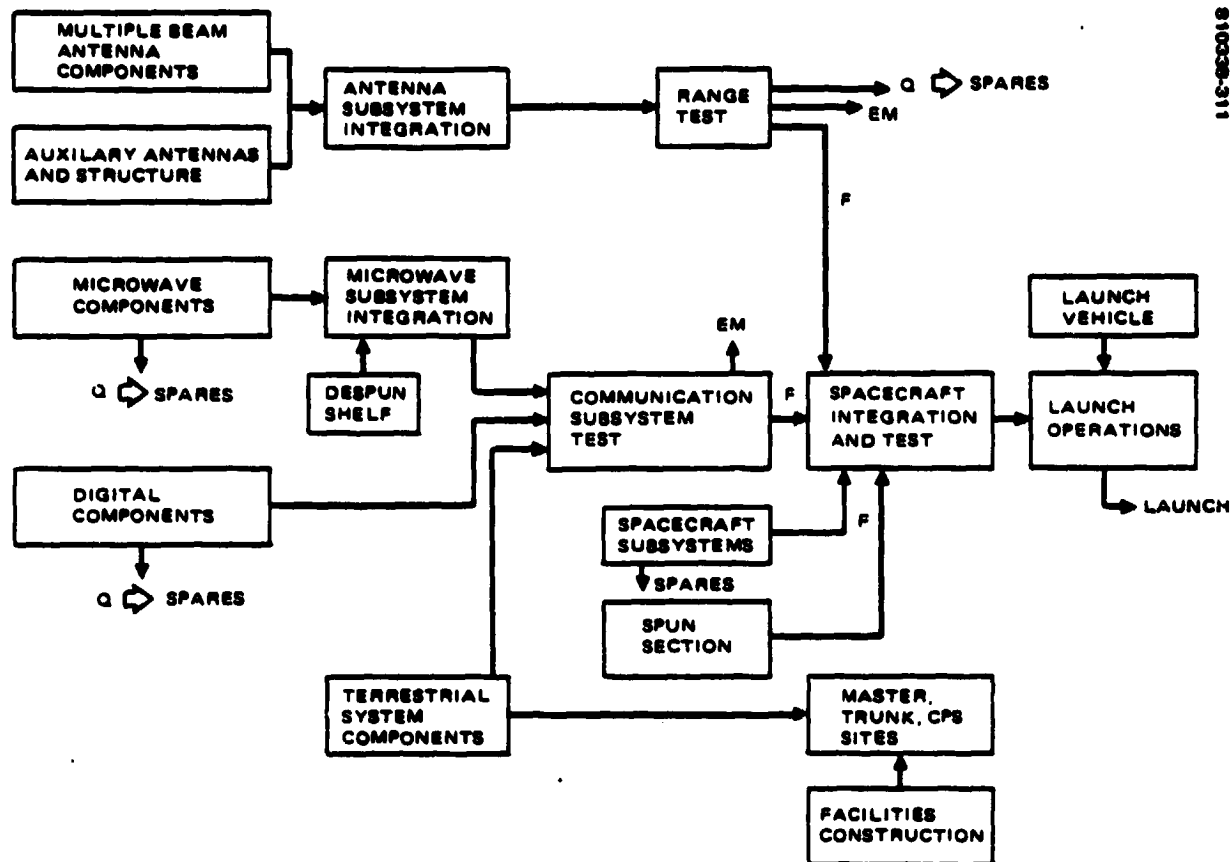 MULTIPLE BEAM
ANTENNA
COMPONENTS
AUXILARY ANTENNAS
AND STRUCTURE
ANTENNA
SUBSYSTEM
INTEGRATION
RANGE
TEST
Q SPARES
EM
F
810338-311
MICROWAVE
COMPONENTS
Q SPARES
MICROWAVE
SUBSYSTEM
INTEGRATION
DESPUN
SHELF
DIGITAL
COMPONENTS
Q SPARES
EM
COMMUNICATION
SUBSYSTEM
TEST
F
SPACECRAFT
INTEGRATION
AND TEST
LAUNCH
VEHICLE
LAUNCH
OPERATIONS
LAUNCH
SPACECRAFT
SUBSYSTEMS
F
SPARES
SPUN
SECTION
TERRESTRIAL
SYSTEM
COMPONENTS
MASTER,
TRUNK, CPS
SITES
FACILITIES
CONSTRUCTION